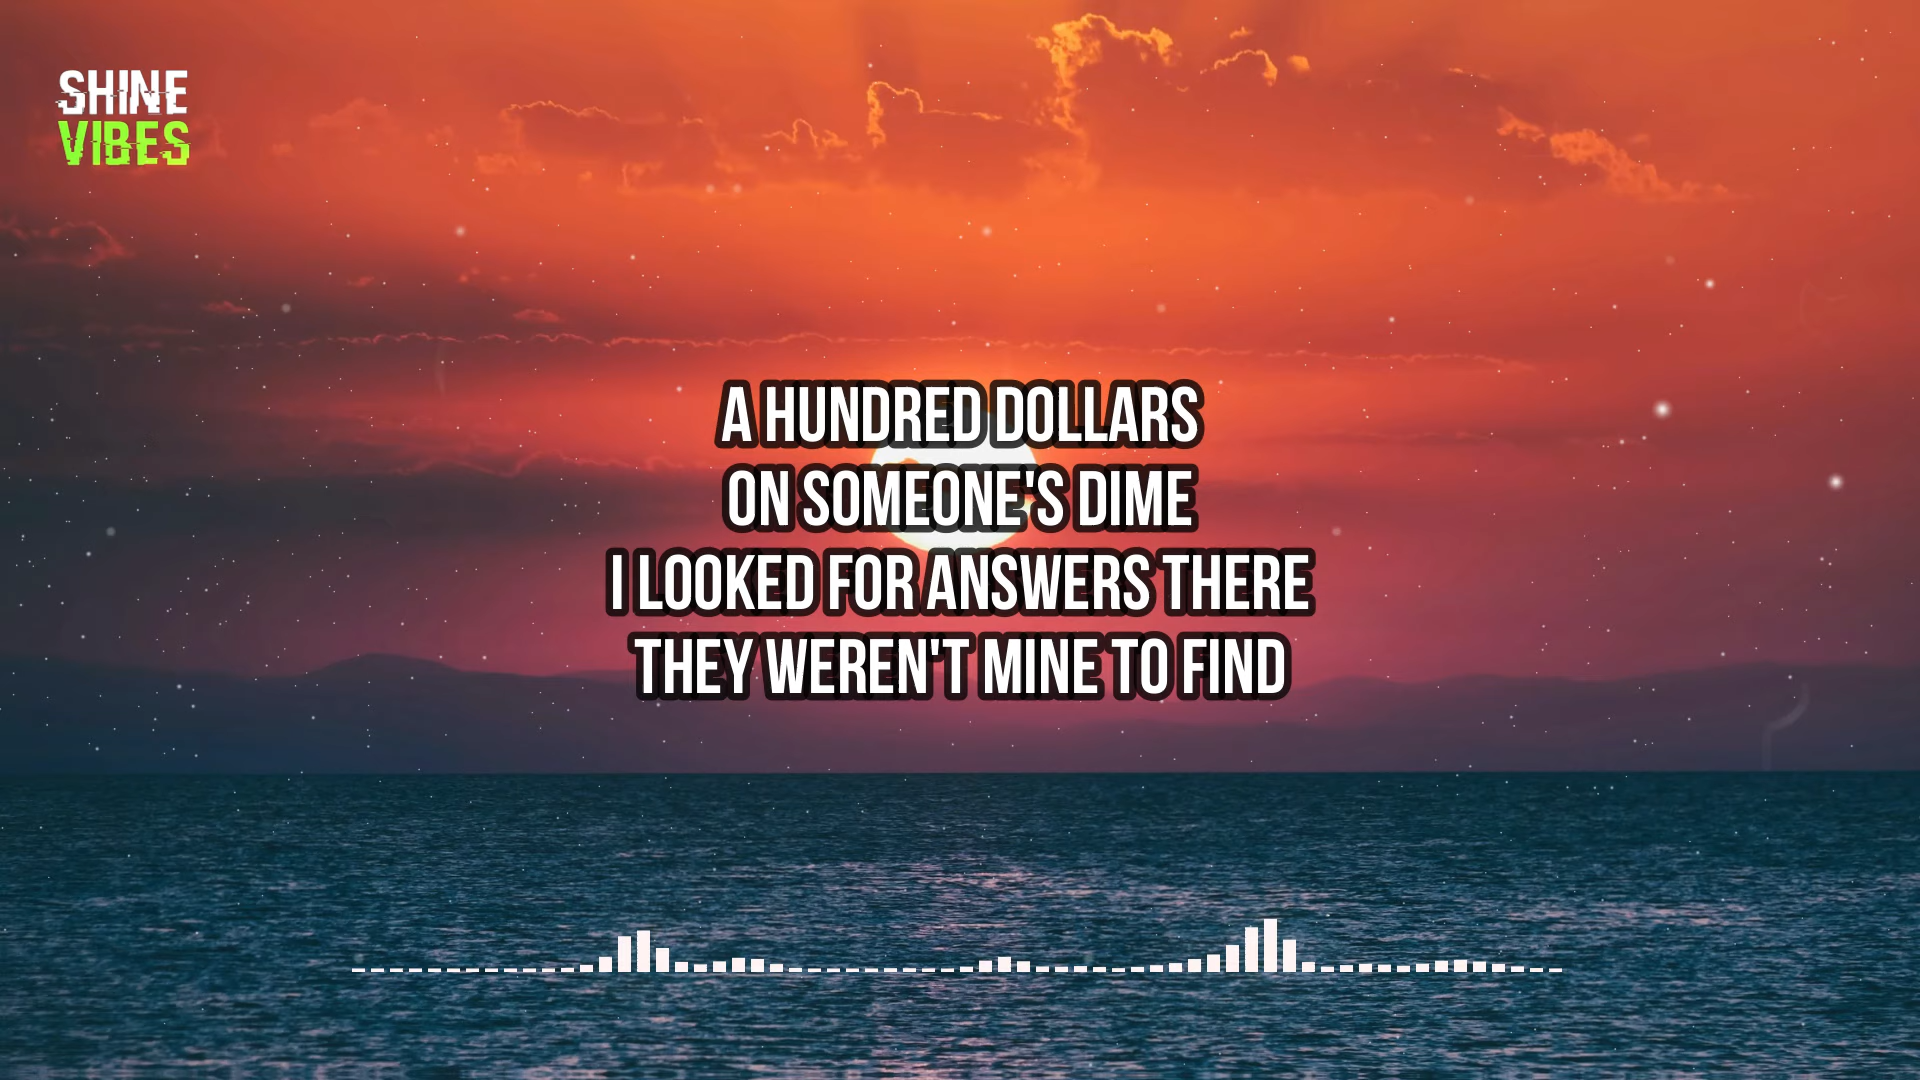 SHINE
VIBES
A HUNDRED DOLLARS
ON SOMEONE'S DIME
I LOOKED FOR ANSWERS THERE
THEY WEREN'T MINE TO FIND